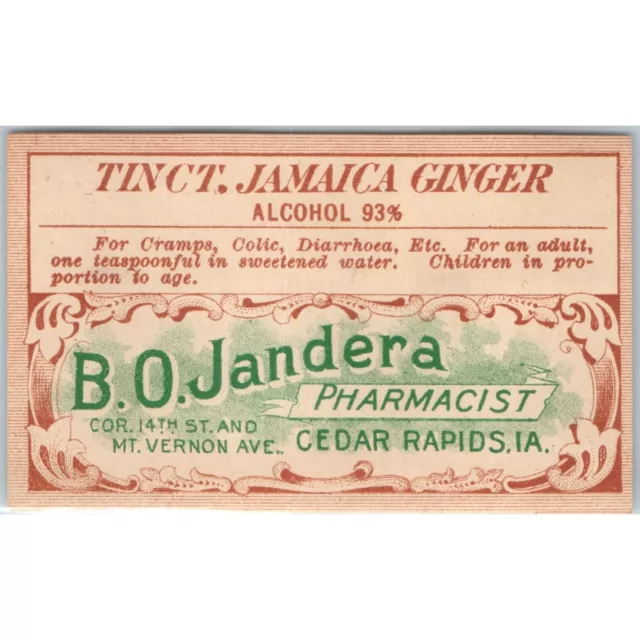 TINCT. JAMAICA GINGER
ALCOHOL 93%
For Cramps, Colic, Diarrhoea, Etc. For an adult,
one teaspoonful in sweetened water. Children in pro-
portion to age.
B.O. Jandera
PHARMACIST
COR. 14TH ST. AND
MT. VERNON AVE., CEDAR RAPIDS, IA.